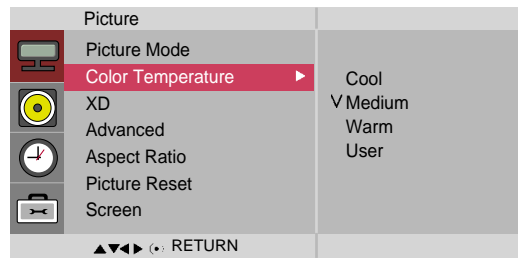 Picture
Picture Mode
Color Temperature
XD
Advanced
Aspect Ratio
Picture Reset
Screen
Cool
√ Medium
Warm
User
RETURN